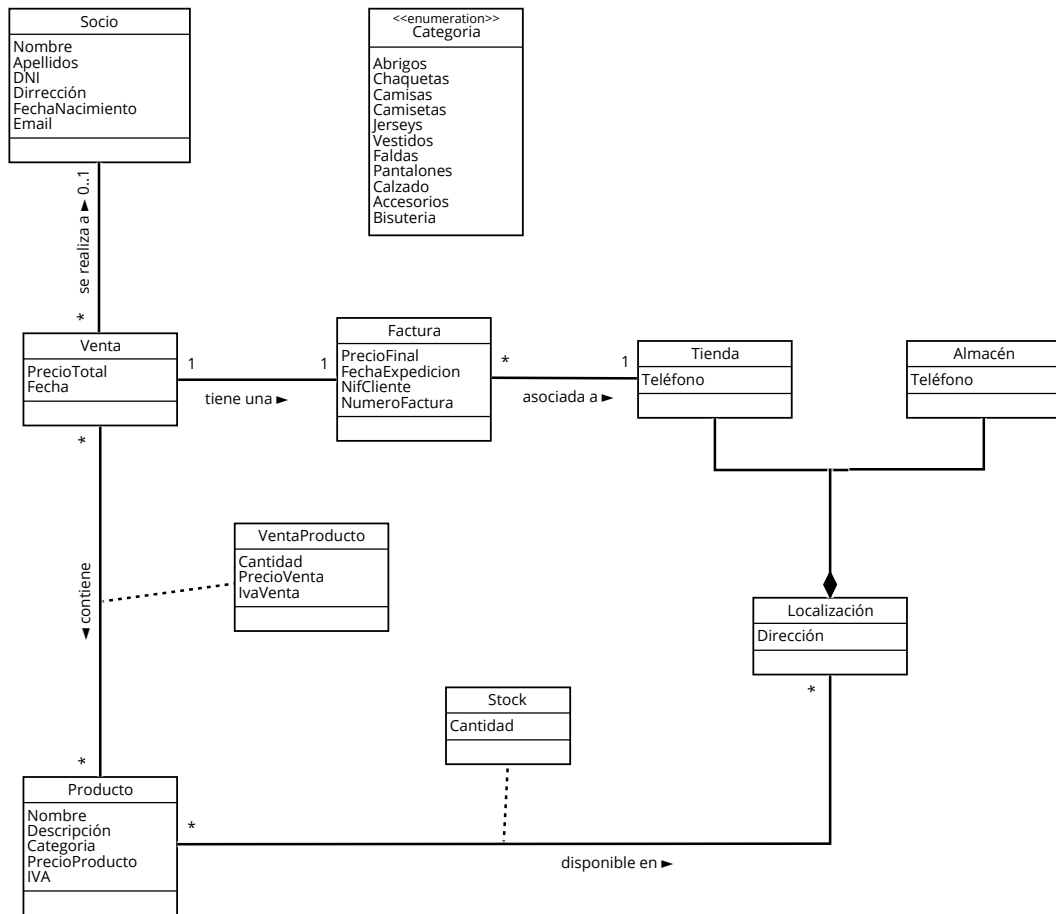 Socio
Nombre
Apellidos
DNI
Dirrección
FechaNacimiento
Email
<<enumeration>>
Categoria
Abrigos
Chaquetas
Camisas
Camisetas
Jerseys
Vestidos
Faldas
Pantalones
Calzado
Accesorios
Bisuteria
se realiza a ► 0..1
*
Venta
PrecioTotal
Fecha
1
1
tiene una ►
Factura
PrecioFinal
FechaExpedicion
NifCliente
NumeroFactura
*
1
asociada a ►
Tienda
Teléfono
Almacén
Teléfono
*
◄ contiene
*
VentaProducto
Cantidad
PrecioVenta
IvaVenta
Localización
Dirección
*
Stock
Cantidad
Producto
Nombre
Descripción
Categoria
PrecioProducto
IVA
*
disponible en ►